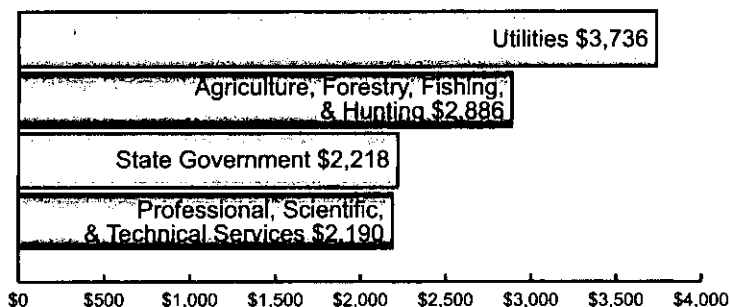 Utilities $3,736
Agriculture, Forestry, Fishing,
& Hunting $2,886
State Government $2,218
Professional, Scientific,
& Technical Services $2,190
$0 $500 $1,000 $1,500 $2,000 $2,500 $3,000 $3,500 $4,000